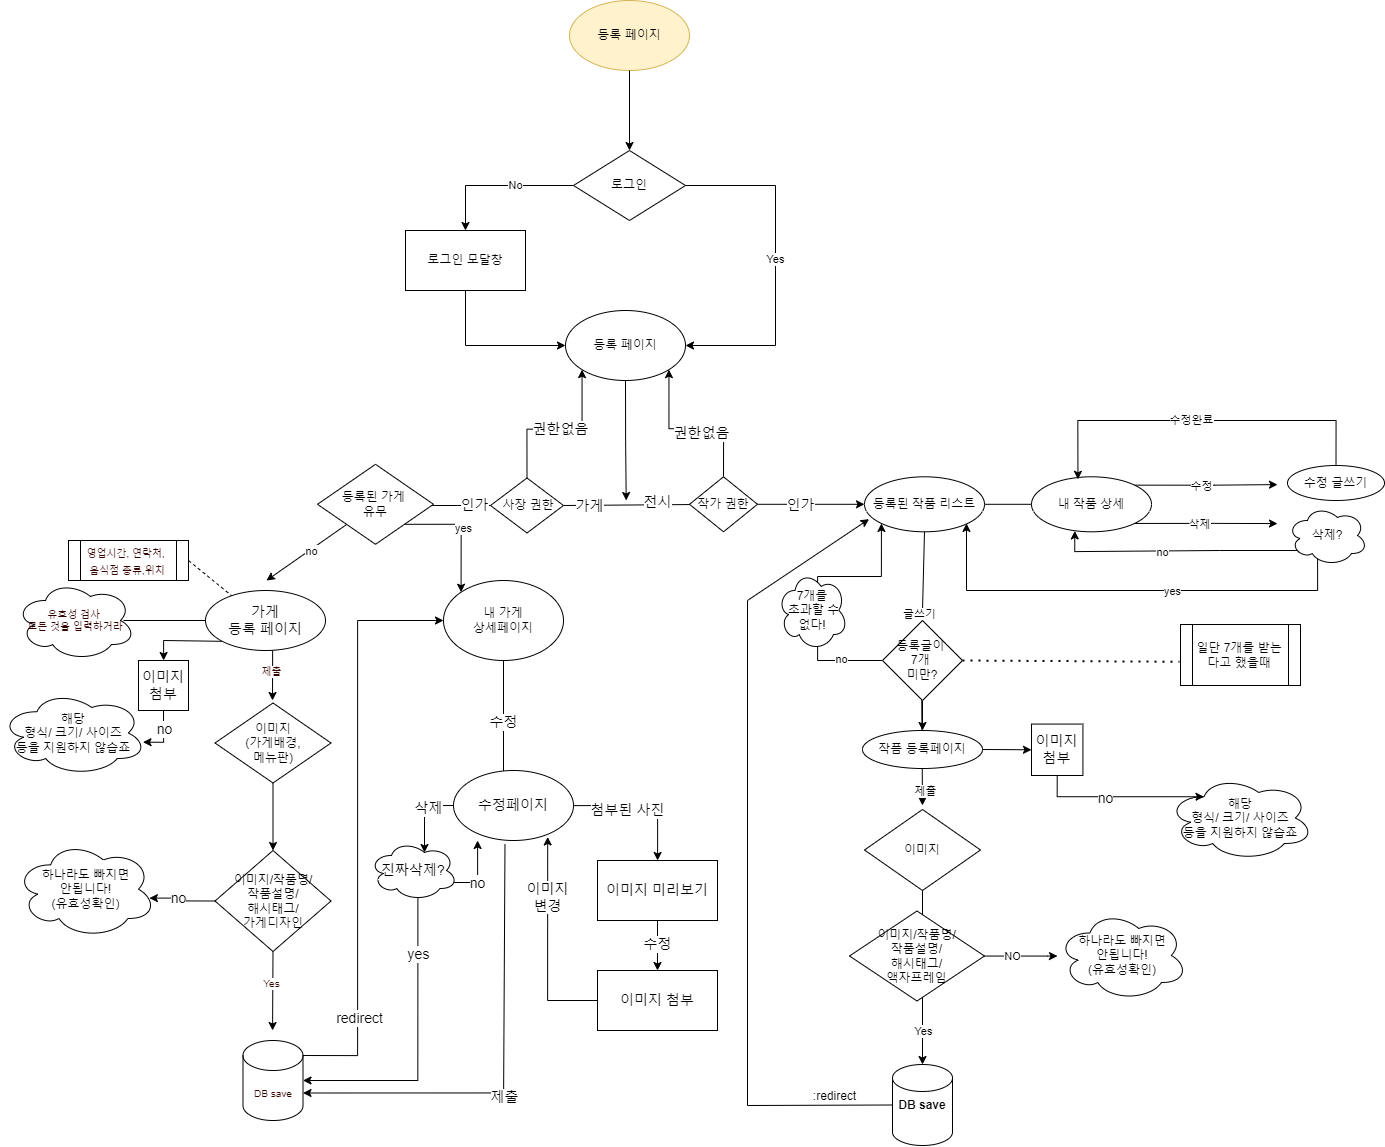 등록 페이지
로그인
No
Yes
로그인 모달창
등록 페이지
권한없음
권한없음
등록된 가게
유무
인가
사장 권한
가게
전시
작가 권한
인가
등록된 작품 리스트
내 작품 상세
수정완료
수정
수정 글쓰기
삭제
삭제?
no
yes
no
yes
영업시간, 연락처,
음식점 종류,위치
유효성 검사
모든 것을 입력하거라
가게
등록 페이지
이미지
첨부
no
해당
형식/ 크기/ 사이즈
등을 지원하지 않습죠
제출
이미지
(가게배경,
메뉴판)
이미지/작품명/
작품설명/
해시태그/
가게디자인
no
하나라도 빠지면
안됩니다!
(유효성확인)
Yes
DB save
redirect
내 가게
상세페이지
수정
수정페이지
삭제
진짜삭제?
no
yes
제출
첨부된 사진
이미지 미리보기
수정
이미지 첨부
이미지
변경
글쓰기
7개를
초과할 수
없다!
no
등록글이
7개
미만?
일단 7개를 받는
다고 했을때
작품 등록페이지
이미지
첨부
no
해당
형식/ 크기/ 사이즈
등을 지원하지 않습죠
제출
이미지
이미지/작품명/
작품설명/
해시태그/
액자프레임
NO
하나라도 빠지면
안됩니다!
(유효성확인)
Yes
DB save
:redirect